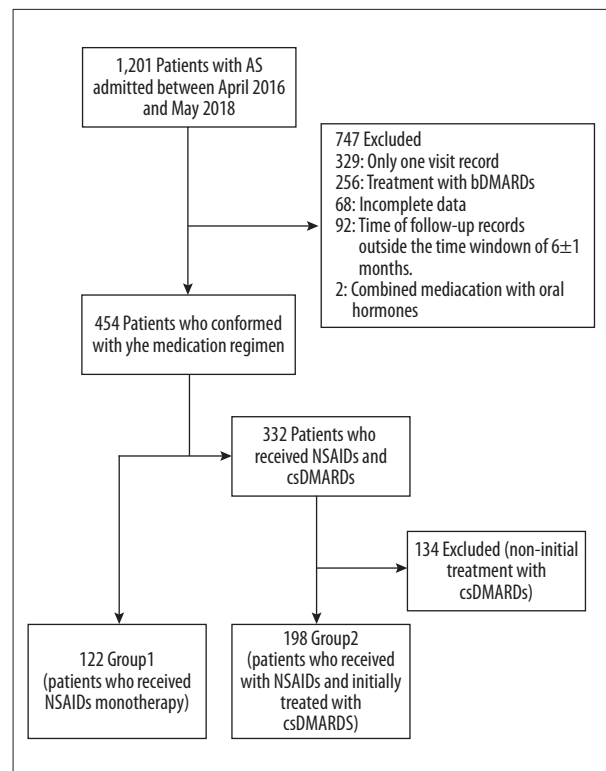 1,201 Patients with AS
admitted between April 2016
and May 2018
747 Excluded
329: Only one visit record
256: Treatment with bDMARDs
68: Incomplete data
92: Time of follow-up records
outside the time windown of 6±1
months.
2: Combined mediacation with oral
hormones
454 Patients who conformed
with yhe medication regimen
332 Patients who
received NSAIDs and
csDMARDs
134 Excluded (non-initial
treatment with
csDMARDs)
122 Group1
(patients who received
NSAIDs monotherapy)
198 Group2
(patients who received
with NSAIDs and initially
treated with
csDMARDS)